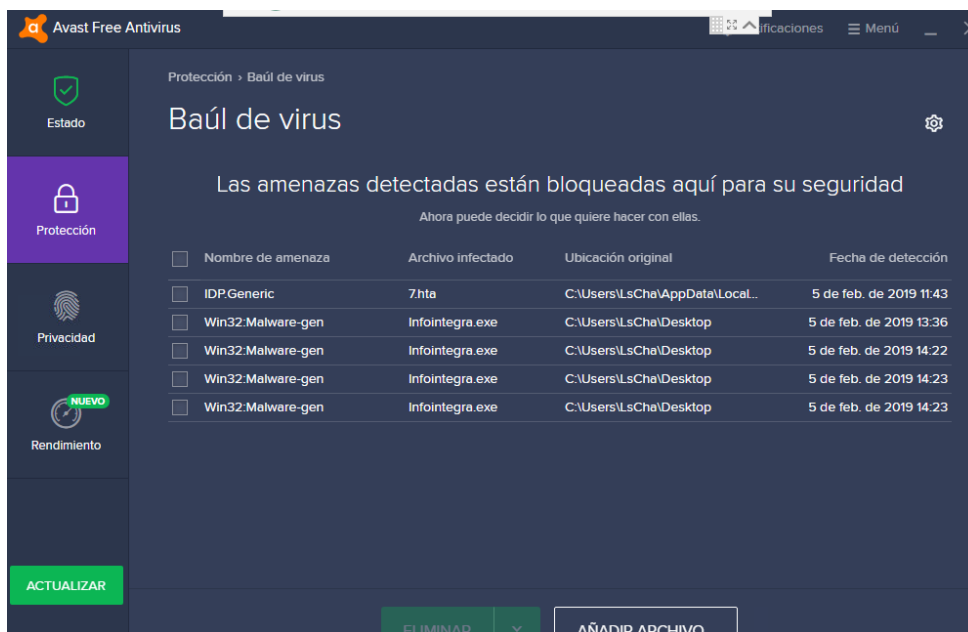 Avast Free Antivirus
ificaciones
Menú
Estado
Protección
Privacidad
NUEVO
Rendimiento
ACTUALIZAR
Protección › Baúl de virus
Baúl de virus
Las amenazas detectadas están bloqueadas aquí para su seguridad
Ahora puede decidir lo que quiere hacer con ellas.
Nombre de amenaza Archivo infectado Ubicación original Fecha de detección
IDP.Generic 7.hta C:\Users\LsCha\AppData\Local... 5 de feb. de 2019 11:43
Win32:Malware-gen Infointegra.exe C:\Users\LsCha\Desktop 5 de feb. de 2019 13:36
Win32:Malware-gen Infointegra.exe C:\Users\LsCha\Desktop 5 de feb. de 2019 14:22
Win32:Malware-gen Infointegra.exe C:\Users\LsCha\Desktop 5 de feb. de 2019 14:23
Win32:Malware-gen Infointegra.exe C:\Users\LsCha\Desktop 5 de feb. de 2019 14:23
ELIMINAR
AÑADIR ARCHIVO...